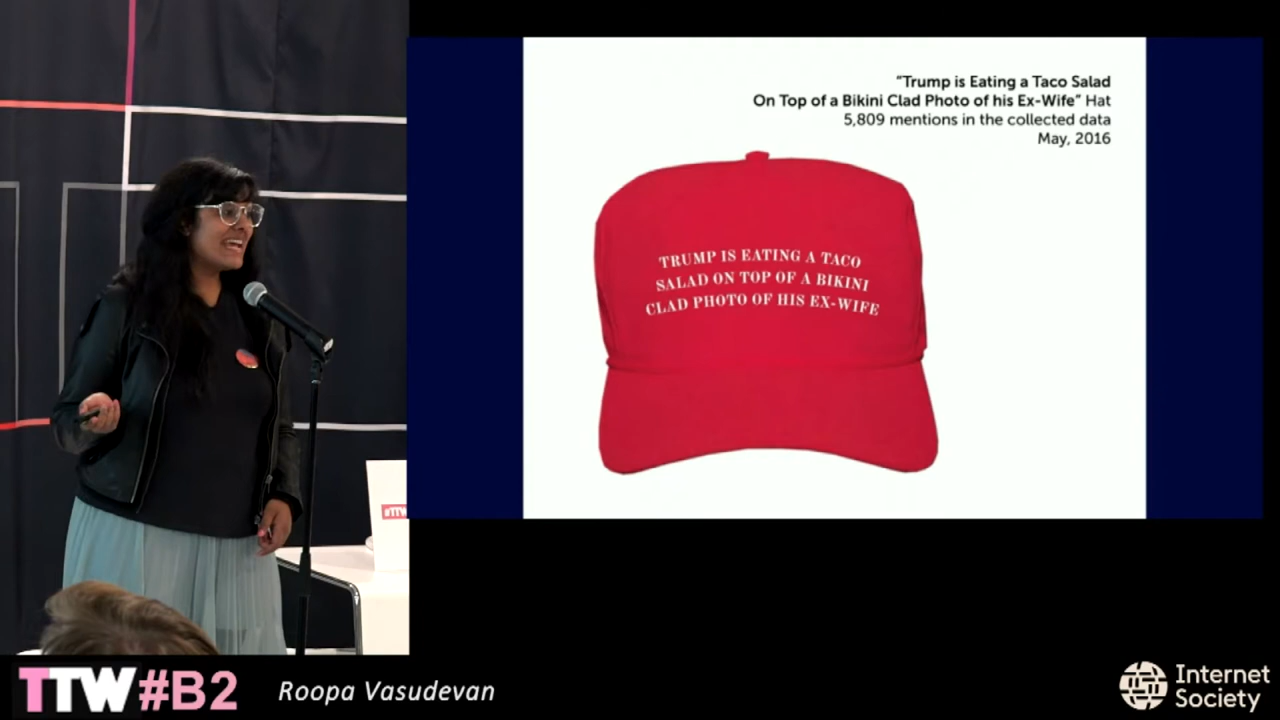 “Trump is Eating a Taco Salad
On Top of a Bikini Clad Photo of his Ex-Wife” Hat
5,809 mentions in the collected data
May, 2016
TRUMP IS EATING A TACO
SALAD ON TOP OF A BIKINI
CLAD PHOTO OF HIS EX-WIFE
#TTW
TTW#B2
Roopa Vasudevan
Internet
Society